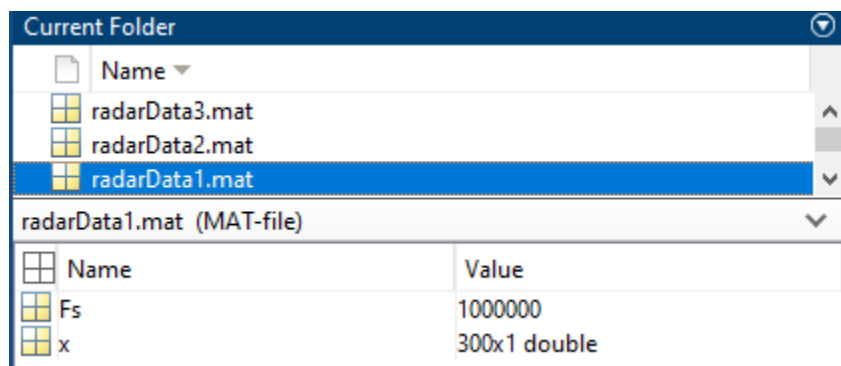 Current Folder
Name
radarData3.mat
radarData2.mat
radarData1.mat
radarData1.mat (MAT-file)
Name Value
Fs 1000000
x 300x1 double